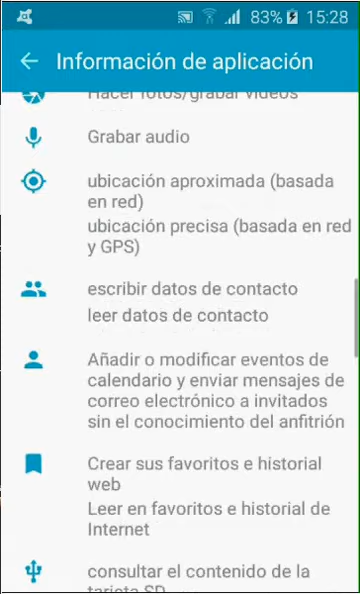 83% 15:28
Información de aplicación
Hacer fotos/grabar vídeos
Grabar audio
ubicación aproximada (basada
en red)
ubicación precisa (basada en red
y GPS)
escribir datos de contacto
leer datos de contacto
Añadir o modificar eventos de
calendario y enviar mensajes de
correo electrónico a invitados
sin el conocimiento del anfitrión
Crear sus favoritos e historial
web
Leer en favoritos e historial de
Internet
consultar el contenido de la
tarjeta SD